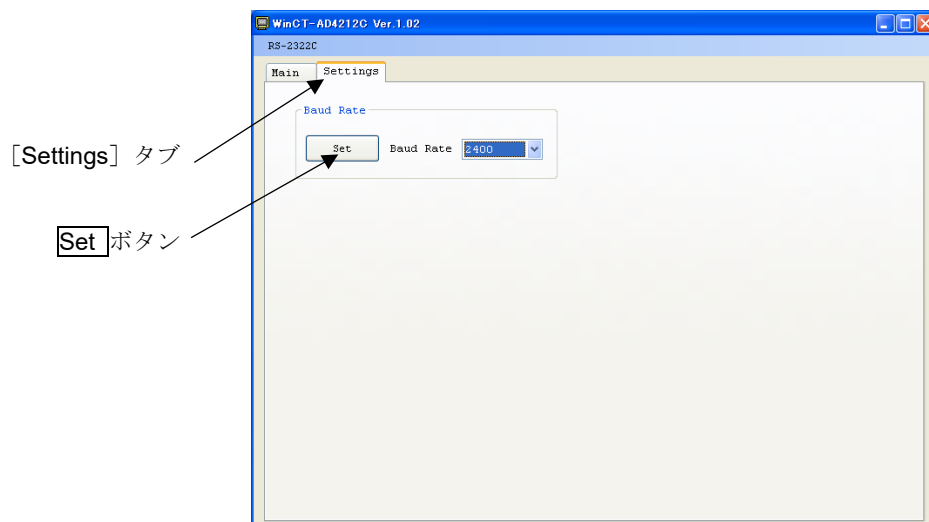 WinCT-AD4212C Ver.1.02
RS-2322C
Main Settings
Baud Rate
Set Baud Rate 2400
［Settings］タブ
Set ボタン